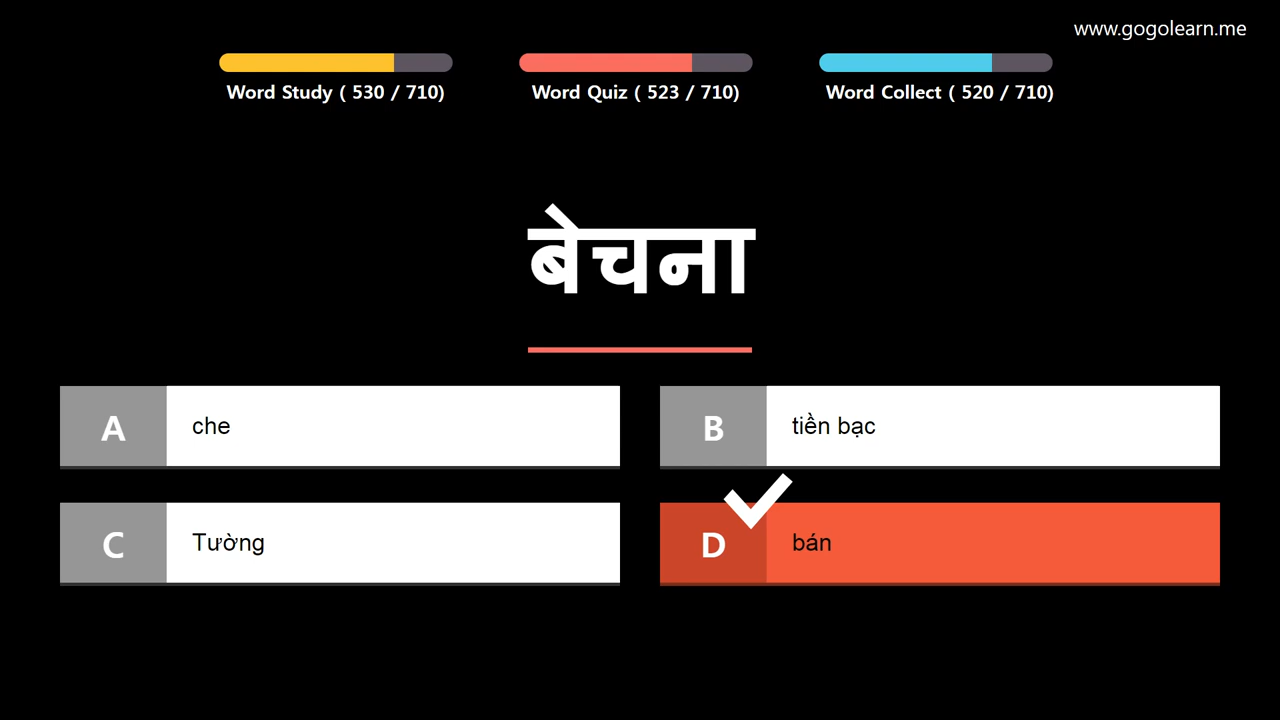 www.gogolearn.me
Word Study ( 530 / 710)
Word Quiz ( 523 / 710)
Word Collect ( 520 / 710)
बेचना
A
che
B
tiền bạc
C
Tường
D
bán